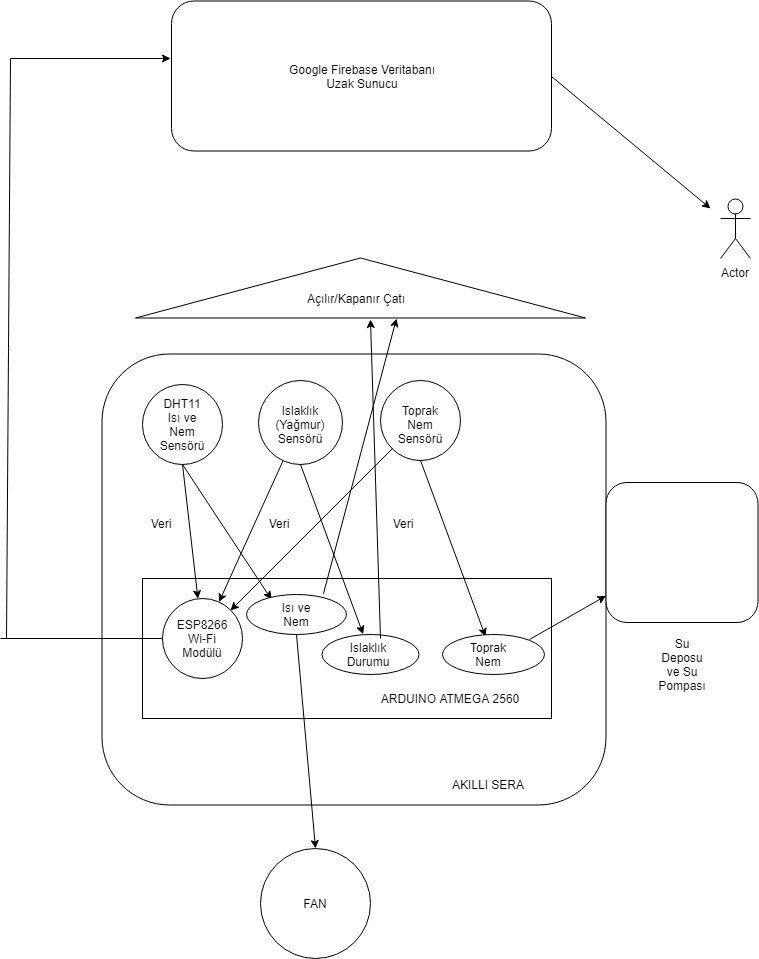 Google Firebase Veritabanı
Uzak Sunucu
Actor
Açılır/Kapanır Çatı
DHT11
Isı ve
Nem
Sensörü
Islaklık
(Yağmur)
Sensörü
Toprak
Nem
Sensörü
Veri
Veri
Veri
ESP8266
Wi-Fi
Modülü
Isı ve
Nem
Islaklık
Durumu
Toprak
Nem
ARDUINO ATMEGA 2560
Su
Deposu
ve Su
Pompası
AKILLI SERA
FAN